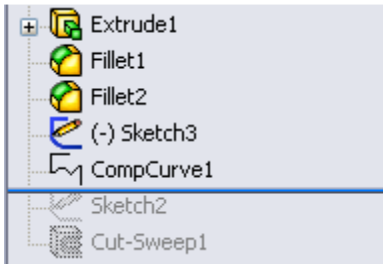 Extrude1
Fillet1
Fillet2
(-) Sketch3
CompCurve1
Sketch2
Cut-Sweep1